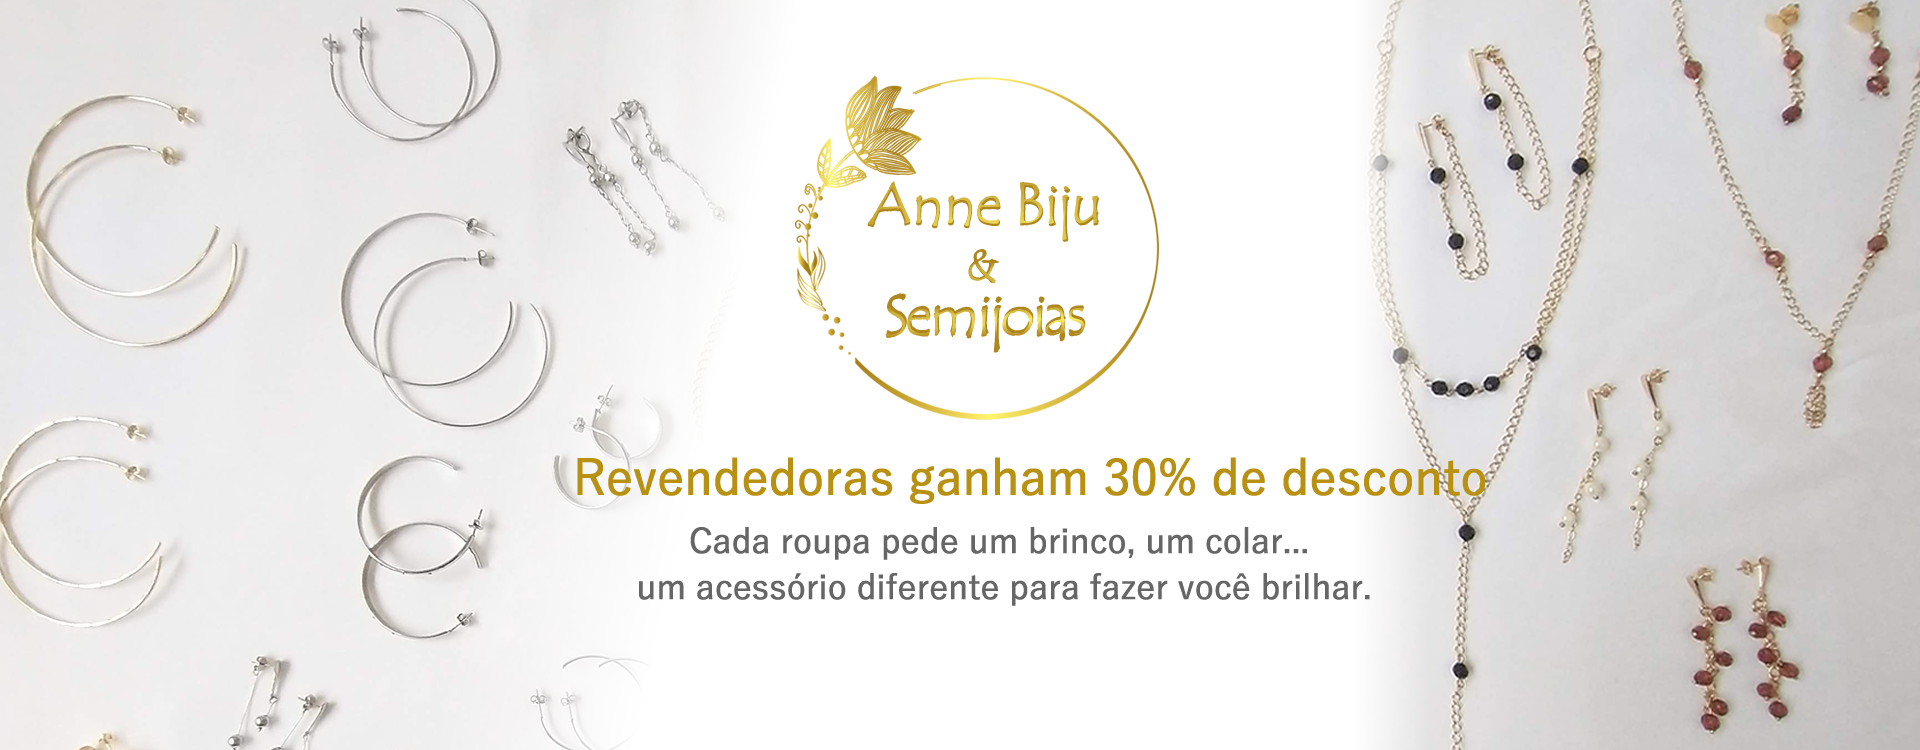 Anne Biju
&
Semijoias
Revendedoras ganham 30% de desconto
Cada roupa pede um brinco, um colar...
um acessório diferente para fazer você brilhar.